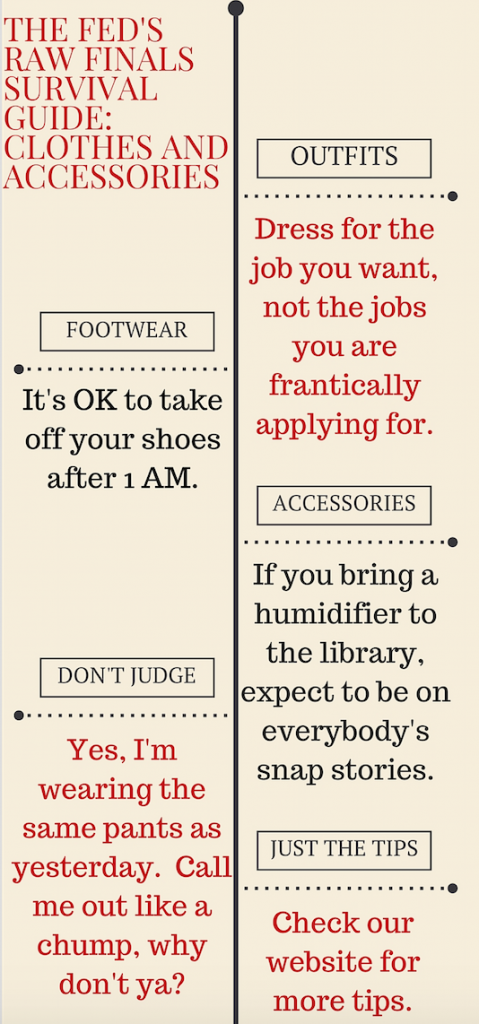 THE FED'S
RAW FINALS
SURVIVAL
GUIDE:
CLOTHES AND
ACCESSORIES
OUTFITS
Dress for the
job you want,
not the jobs
you are
frantically
applying for.
FOOTWEAR
It's OK to take
off your shoes
after 1 AM.
ACCESSORIES
If you bring a
humidifier to
the library,
expect to be on
everybody's
snap stories.
DON'T JUDGE
Yes, I'm
wearing the
same pants as
yesterday.  Call
me out like a
chump, why
don't ya?
JUST THE TIPS
Check our
website for
more tips.